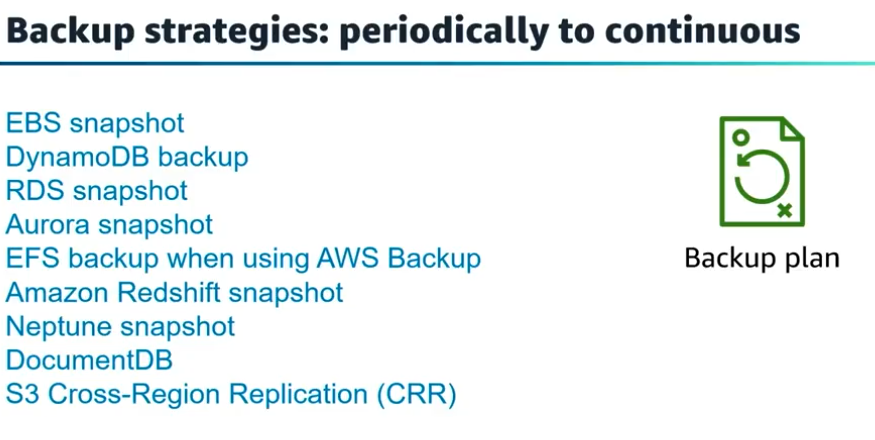 Backup strategies: periodically to continuous
EBS snapshot
DynamoDB backup
RDS snapshot
Aurora snapshot
EFS backup when using AWS Backup
Amazon Redshift snapshot
Neptune snapshot
DocumentDB
S3 Cross-Region Replication (CRR)
Backup plan